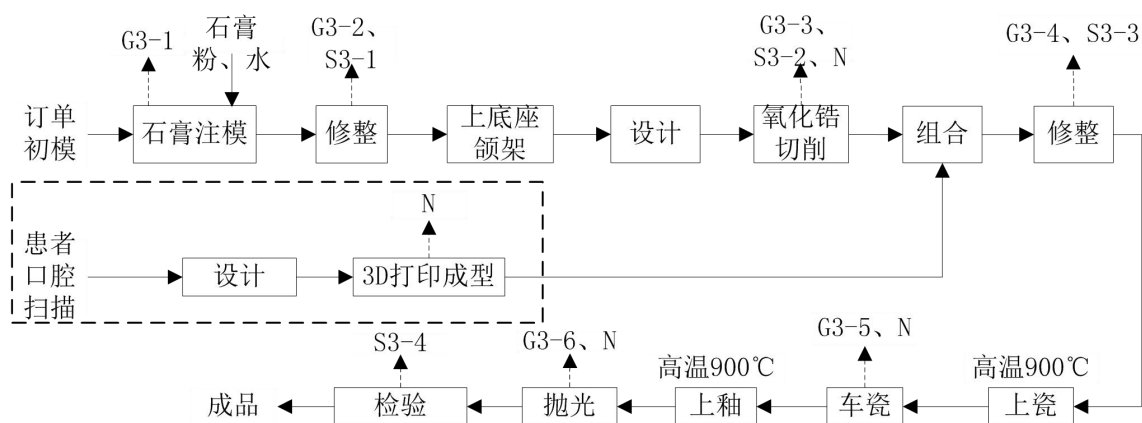 G3-1
石膏
粉、水
G3-2、
S3-1
G3-3、
S3-2、N
G3-4、S3-3
订单
初模
石膏注模
修整
上底座
颌架
设计
氧化锆
切削
组合
修整
N
患者
口腔
扫描
设计
3D打印成型
S3-4
G3-6、N
高温900℃
G3-5、N
高温900℃
成品
检验
抛光
上釉
车瓷
上瓷